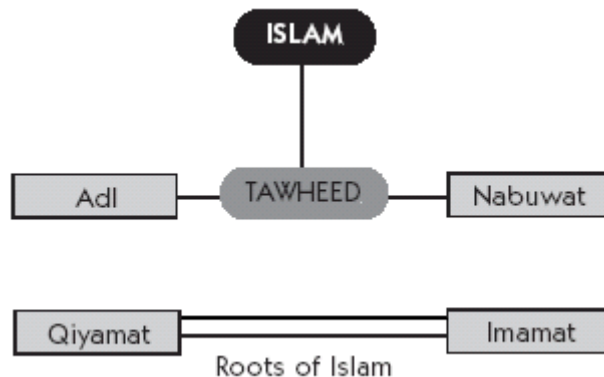 ISLAM
Adl
TAWHEED
Nabuwat
Qiyamat
Imamat
Roots of Islam